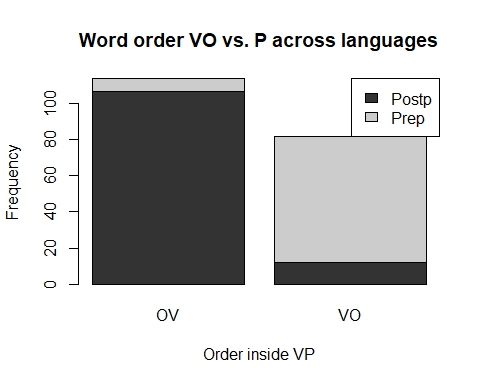 Word order VO vs. P across languages
Postp
Prep
Frequency
100
80
60
40
20
0
OV VO
Order inside VP